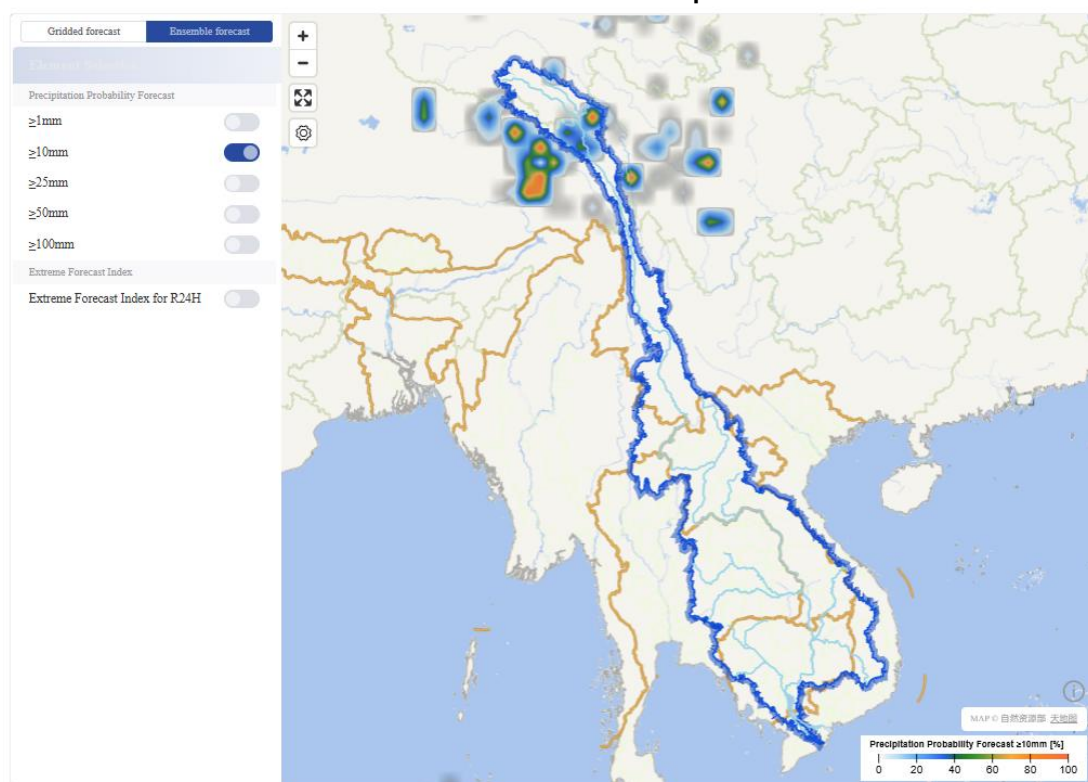 Gridded forecast
Ensemble forecast
Precipitation Probability Forecast
≥1mm
≥10mm
≥25mm
≥50mm
≥100mm
Extreme Forecast Index
Extreme Forecast Index for R24H
+
−
MAP © 自然资源部 天地图
Precipitation Probability Forecast ≥10mm [%]
0 20 40 60 80 100